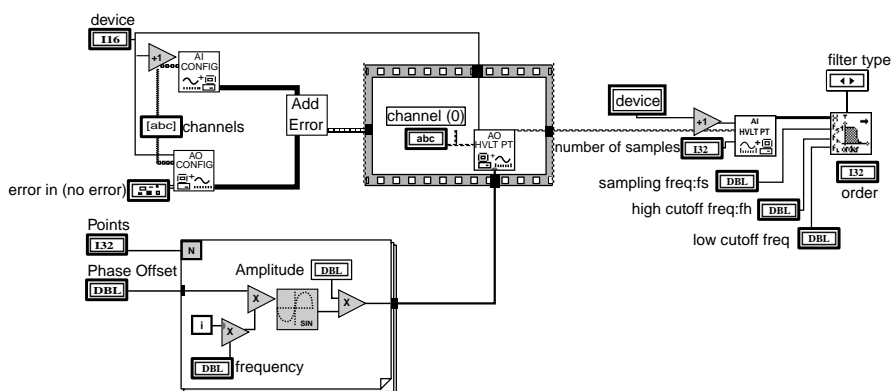 device
I16
+1
AI
CONFIG
[abc]
channels
AO
CONFIG
error in (no error)
Add
Error
channel (0)
abc
AO
HVLT PT
device
+1
AI
HVLT PT
number of samples
I32
filter type
order
I32
order
sampling freq:fs
DBL
high cutoff freq:fh
DBL
low cutoff freq
DBL
Points
I32
N
Phase Offset
DBL
Amplitude
DBL
X
SIN
X
i
X
DBL
frequency